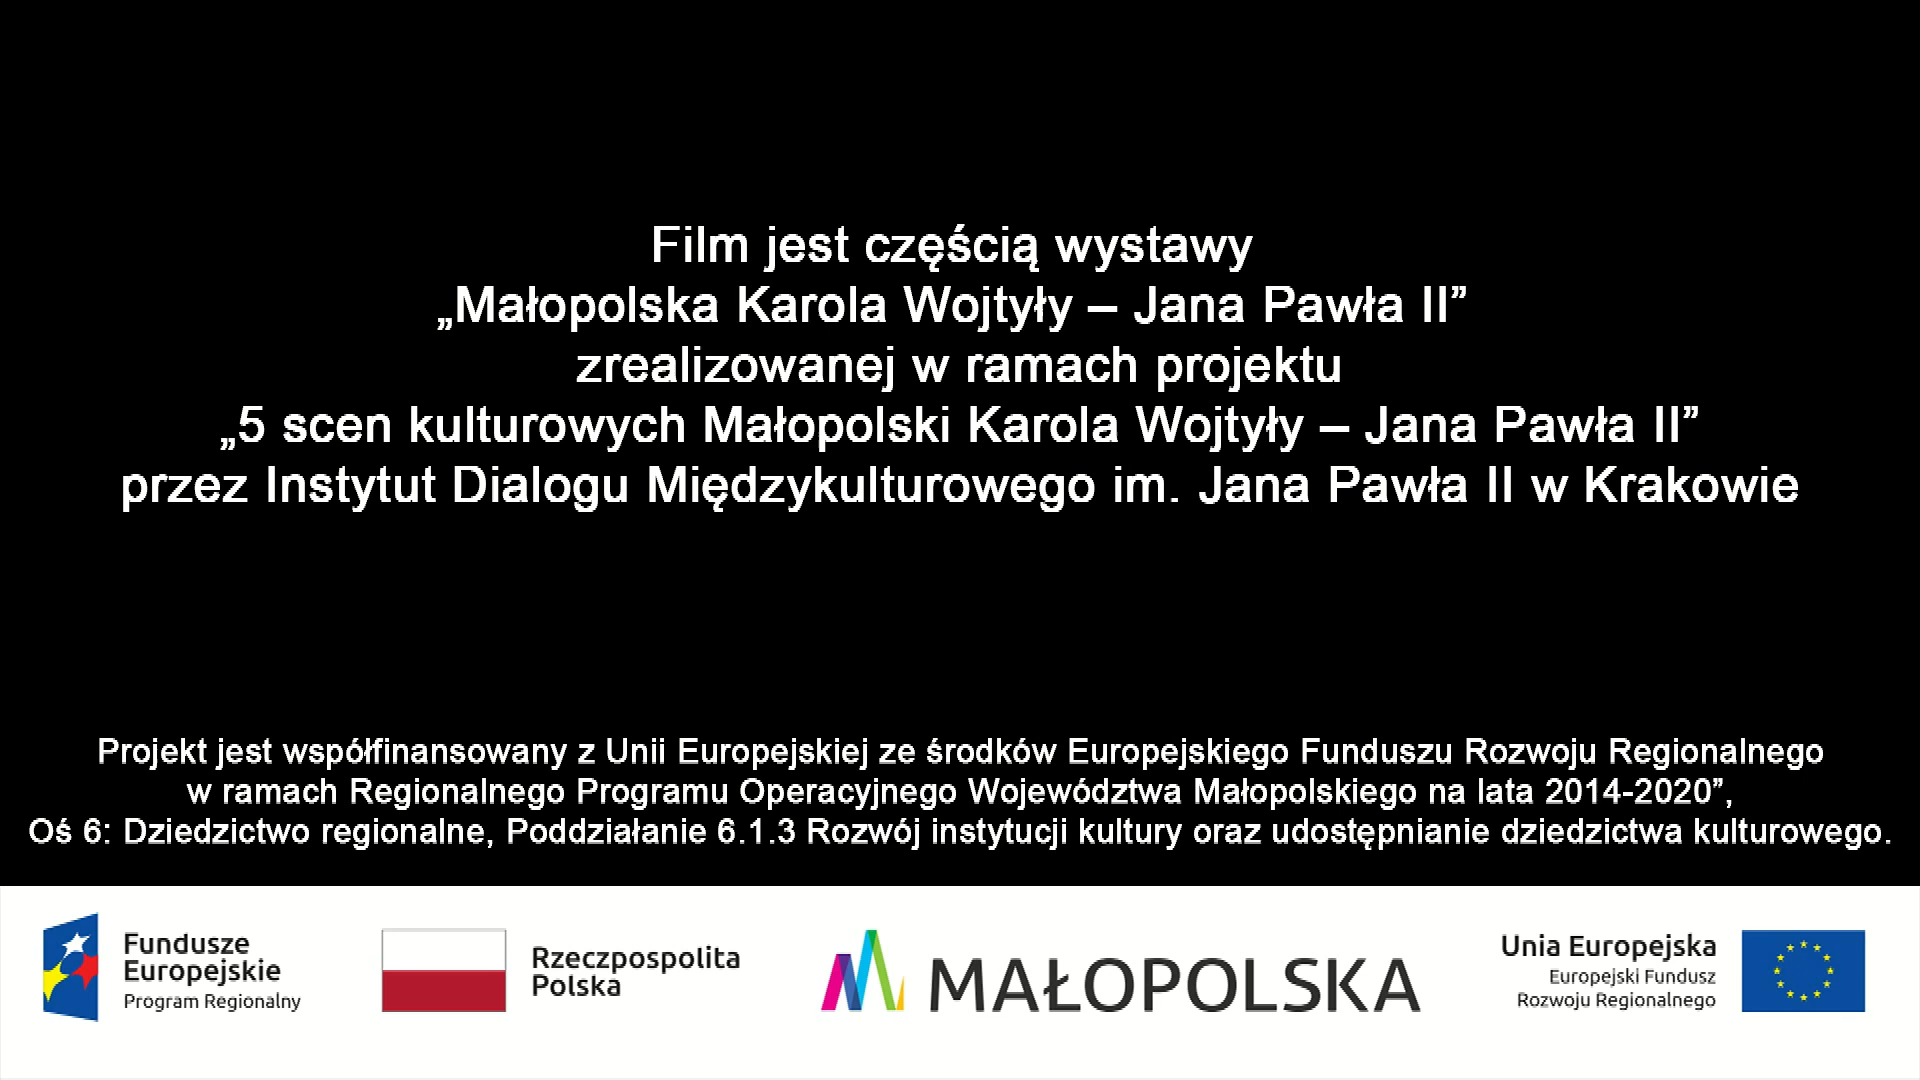 Film jest częścią wystawy
„Małopolska Karola Wojtyły – Jana Pawła II”
zrealizowanej w ramach projektu
„5 scen kulturowych Małopolski Karola Wojtyły – Jana Pawła II”
przez Instytut Dialogu Międzykulturowego im. Jana Pawła II w Krakowie
Projekt jest współfinansowany z Unii Europejskiej ze środków Europejskiego Funduszu Rozwoju Regionalnego
w ramach Regionalnego Programu Operacyjnego Województwa Małopolskiego na lata 2014-2020”,
Oś 6: Dziedzictwo regionalne, Poddziałanie 6.1.3 Rozwój instytucji kultury oraz udostępnianie dziedzictwa kulturowego.
Fundusze
Europejskie
Program Regionalny
Rzeczpospolita
Polska
MAŁOPOLSKA
Unia Europejska
Europejski Fundusz
Rozwoju Regionalnego